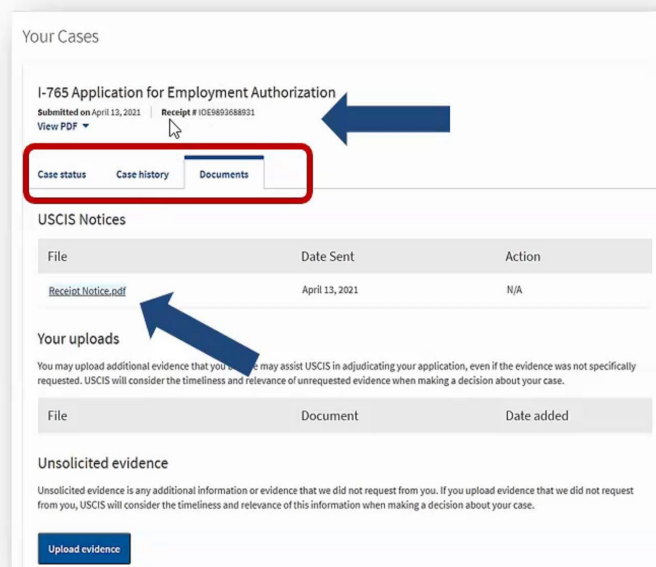 Your Cases
I-765 Application for Employment Authorization
Submitted on April 13, 2021 Receipt # IOE9893688931
View PDF
Case status Case history Documents
USCIS Notices
File Date Sent Action
Receipt Notice.pdf April 13, 2021 N/A
Your uploads
You may upload additional evidence that you may assist USCIS in adjudicating your application, even if the evidence was not specifically
requested. USCIS will consider the timeliness and relevance of unrequested evidence when making a decision about your case.
File Document Date added
Unsolicited evidence
Unsolicited evidence is any additional information or evidence that we did not request from you. If you upload evidence that we did not request
from you, USCIS will consider the timeliness and relevance of this information when making a decision about your case.
Upload evidence